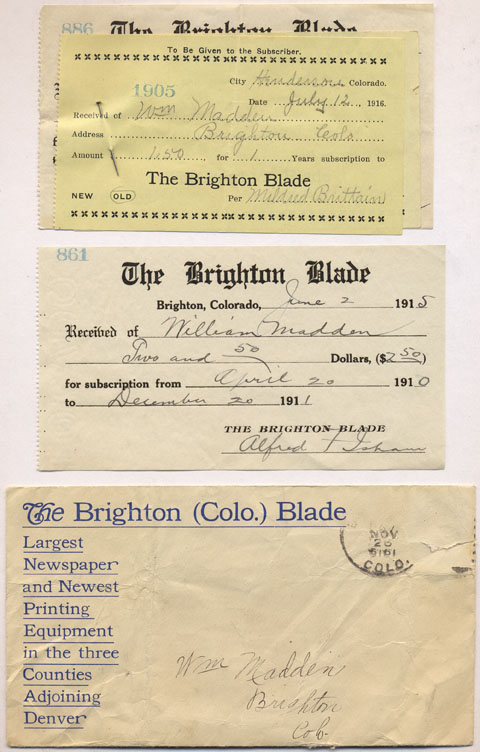 886 The Brighton Blade
To Be Given to the Subscriber.
City Henderson Colorado.
1905
Date July 12, 1916.
Received of Wm Madden
Address Brighton Colo
Amount 1.50 for 1 Years subscription to
The Brighton Blade
NEW OLD Per Mildred Brittain
861
The Brighton Blade
Brighton, Colorado, June 2 1915
Received of William Madden
Two and 50 Dollars, ($2 50)
for subscription from April 20 1910
to December 20 1911
THE BRIGHTON BLADE
Alfred F Isham
The Brighton (Colo.) Blade
Largest
Newspaper
and Newest
Printing
Equipment
in the three
Counties
Adjoining
Denver
NOV
20
COLO.
Wm Madden
Brighton
Colo